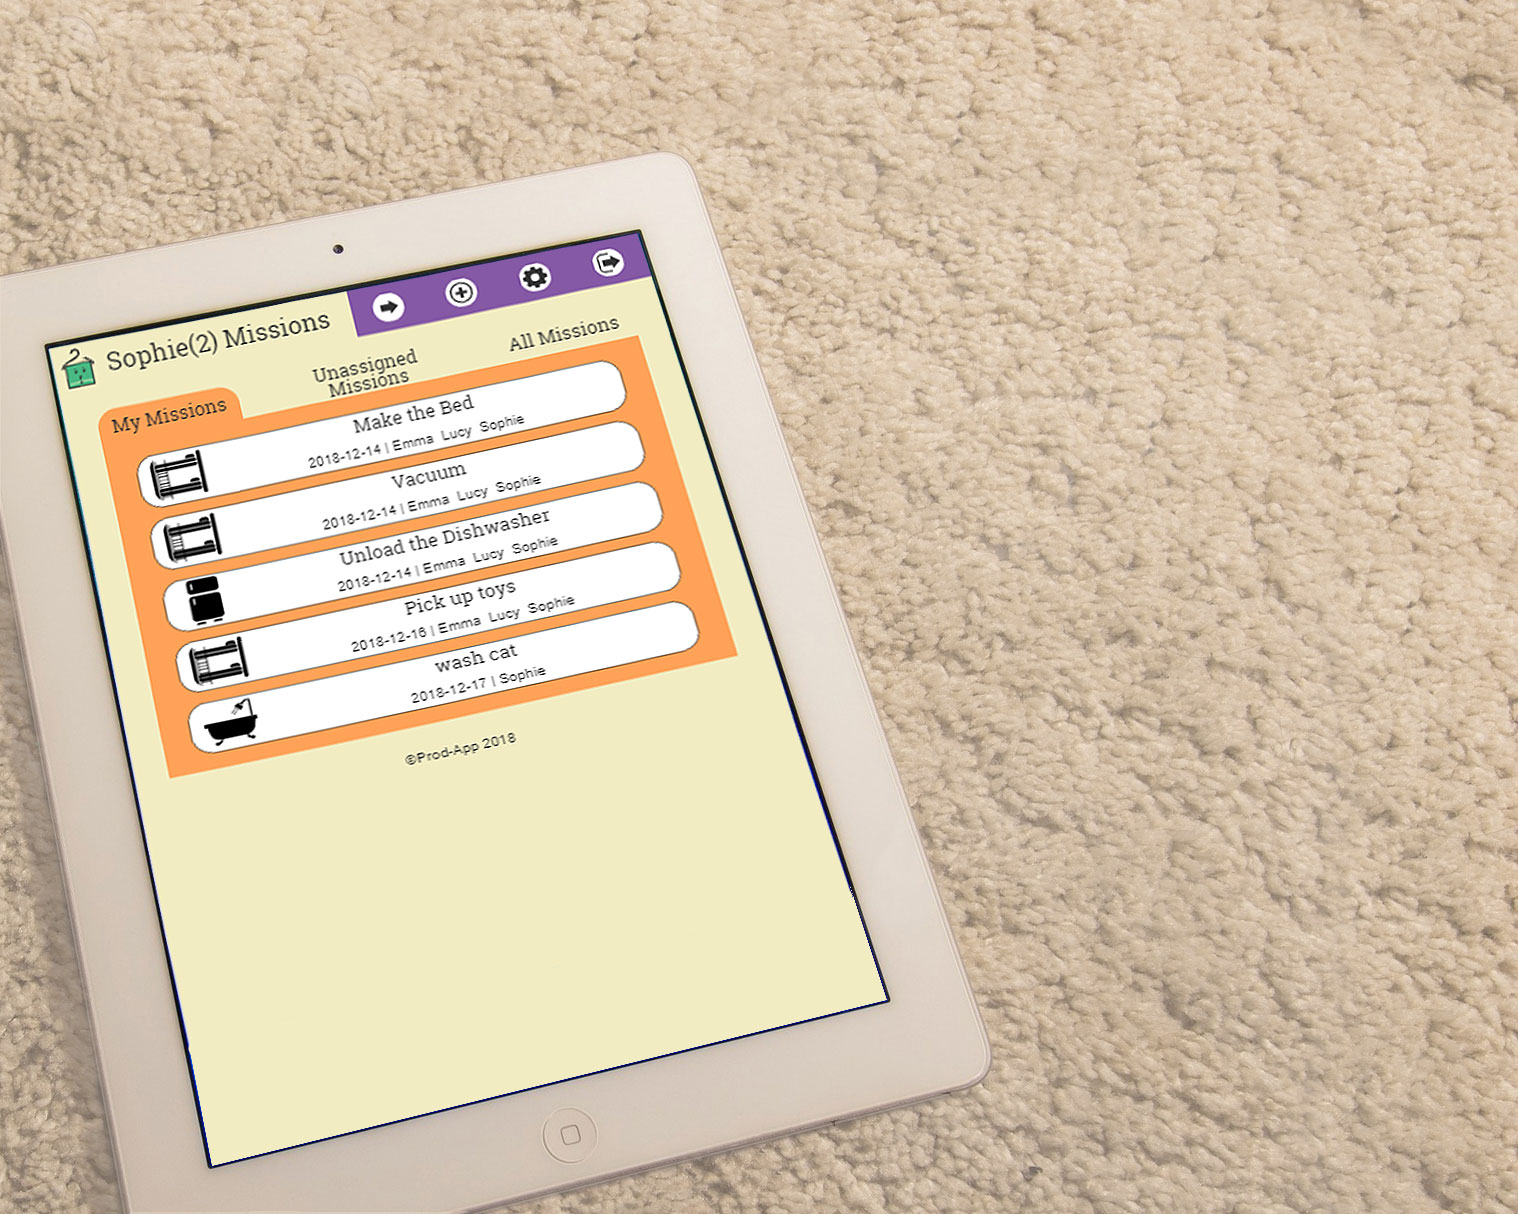 Sophie(2) Missions
My Missions
Unassigned
Missions
All Missions
Make the Bed
2018-12-14 | Emma Lucy Sophie
Vacuum
2018-12-14 | Emma Lucy Sophie
Unload the Dishwasher
2018-12-14 | Emma Lucy Sophie
Pick up toys
2018-12-16 | Emma Lucy Sophie
wash cat
2018-12-17 | Sophie
©Prod-App 2018